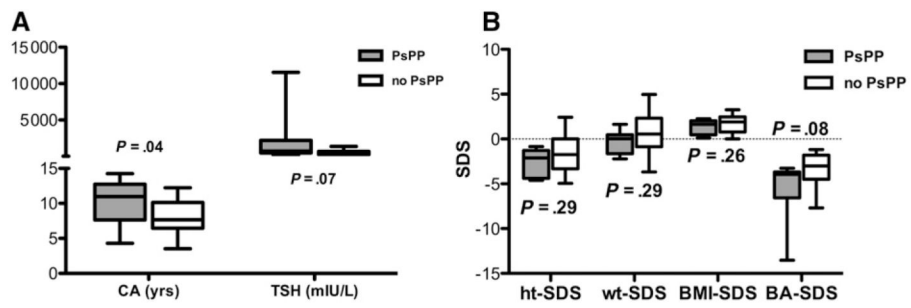 A
15000
10000
5000
15
10
5
0
PsPP
no PsPP
P = .04
P = .07
CA (yrs)
TSH (mIU/L)
B
SDS
10
5
0
-5
-10
-15
PsPP
no PsPP
P = .29
P = .29
P = .26
P = .08
ht-SDS
wt-SDS
BMI-SDS
BA-SDS